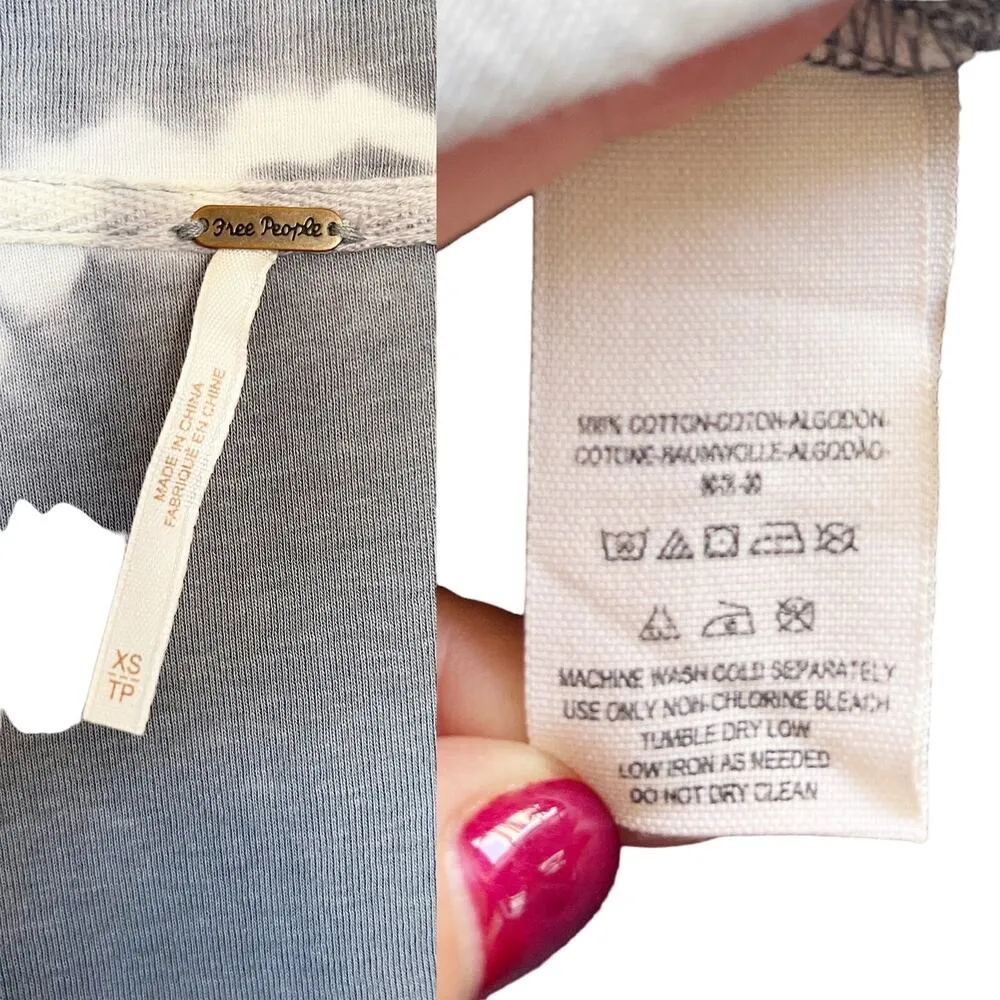 Free People
MADE IN CHINA
FABRIQUÉ EN CHINE
XS
TP
100% COTTON-COTON-ALGODON-
COTONE-BAUMWOLLE-ALGODÃO-
MACHINE WASH COLD SEPARATELY
USE ONLY NON-CHLORINE BLEACH
TUMBLE DRY LOW
LOW IRON AS NEEDED
DO NOT DRY CLEAN